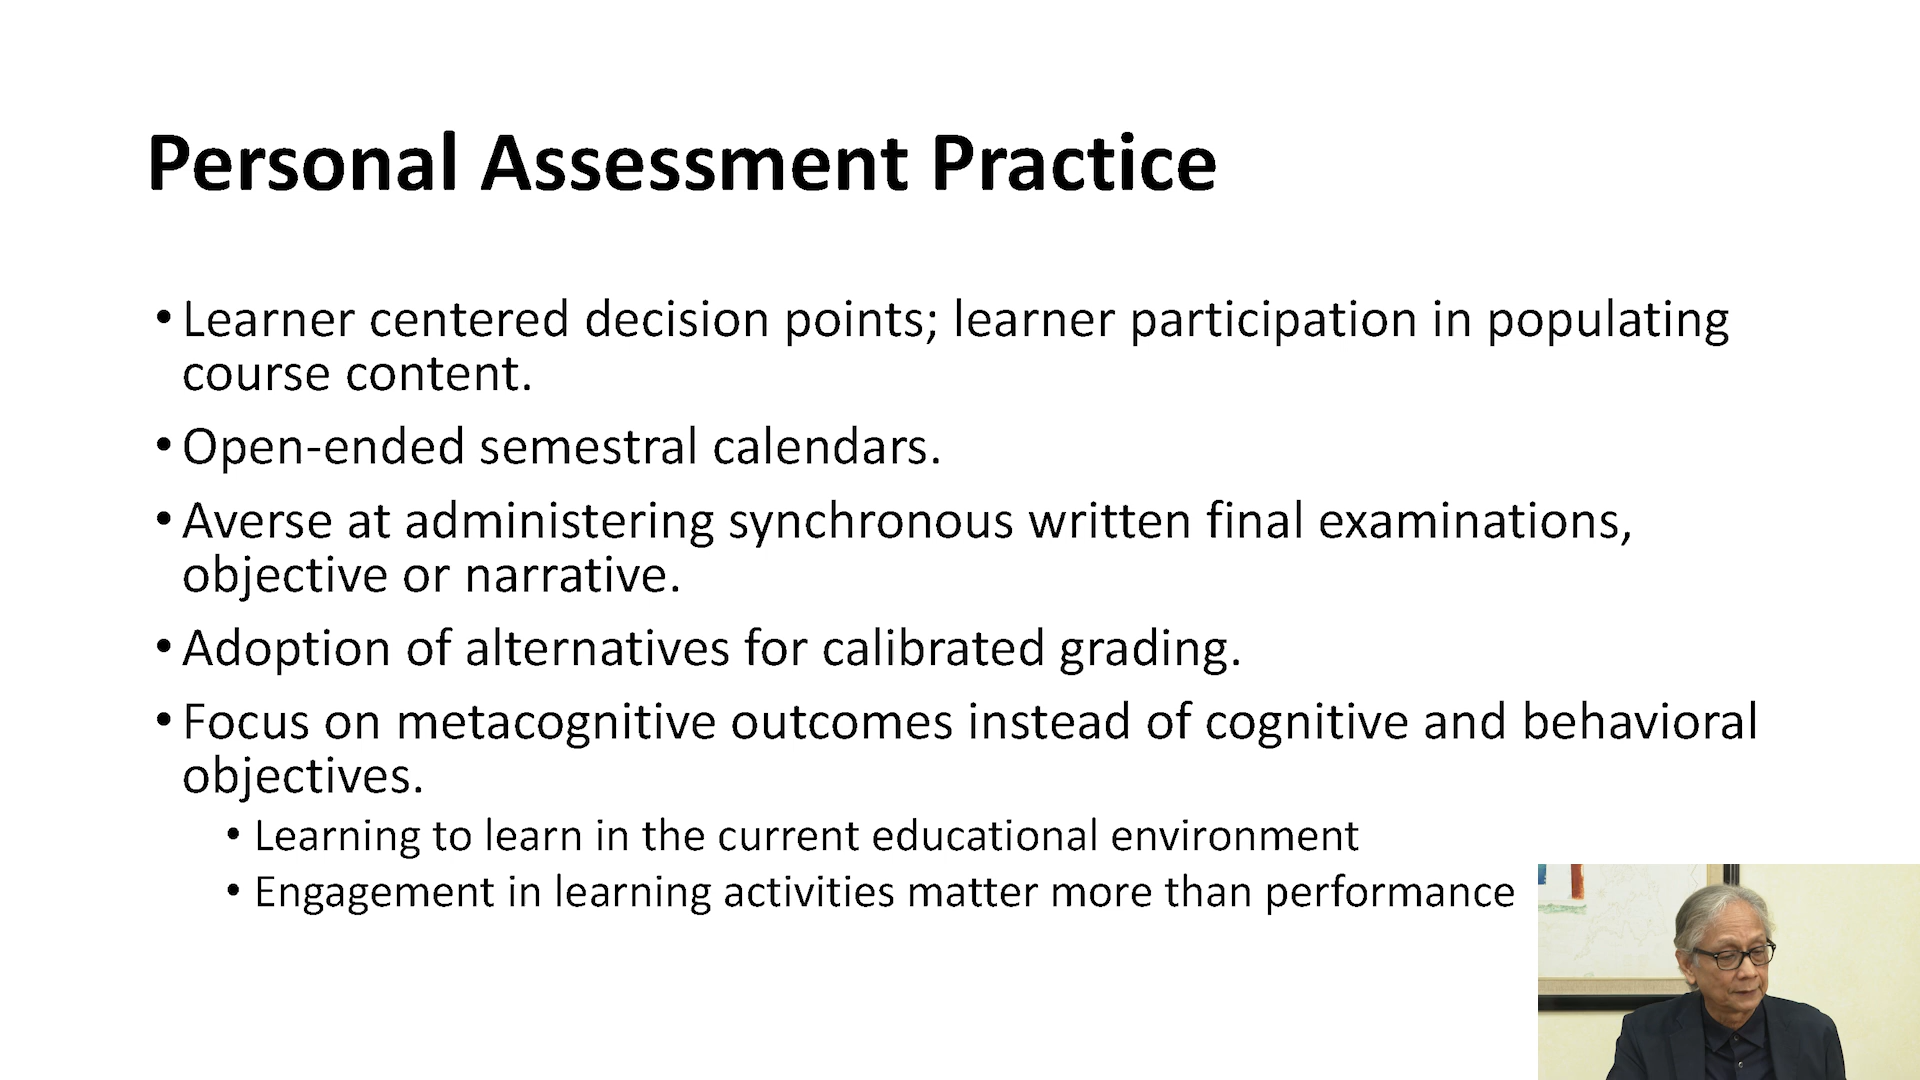 Personal Assessment Practice
• Learner centered decision points; learner participation in populating
course content.
• Open-ended semestral calendars.
• Averse at administering synchronous written final examinations,
objective or narrative.
• Adoption of alternatives for calibrated grading.
• Focus on metacognitive outcomes instead of cognitive and behavioral
objectives.
• Learning to learn in the current educational environment
• Engagement in learning activities matter more than performance